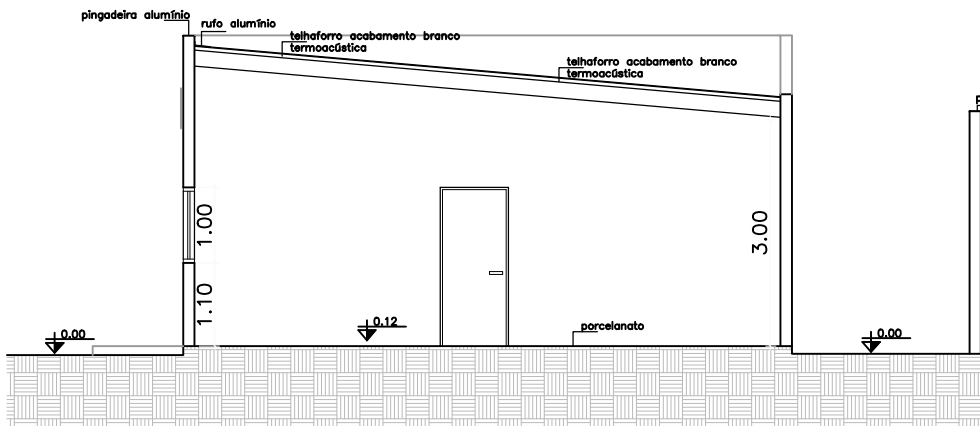 pingadeira alumínio
rufo alumínio
telhaforro acabamento branco
termoacústica
telhaforro acabamento branco
termoacústica
1.00
3.00
1.10
0.00
0.12
porcelanato
0.00